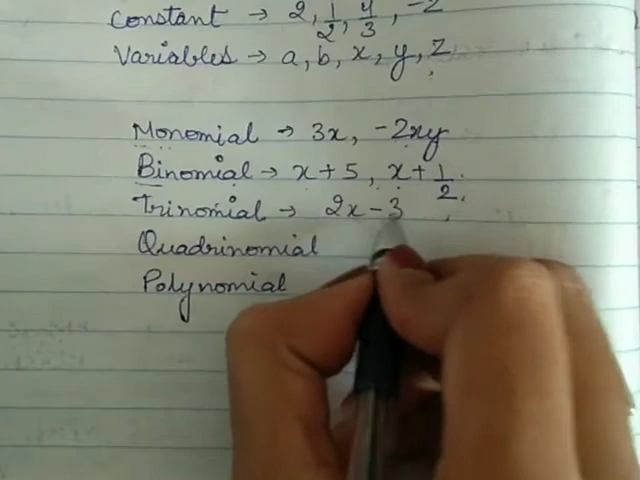 Constant → 2, 1/2, 4/3, -2
Variables → a, b, x, y, z
Monomial → 3x, -2xy
Binomial → x + 5, x + 1/2
Trinomial → 2x - 3
Quadrinomial
Polynomial